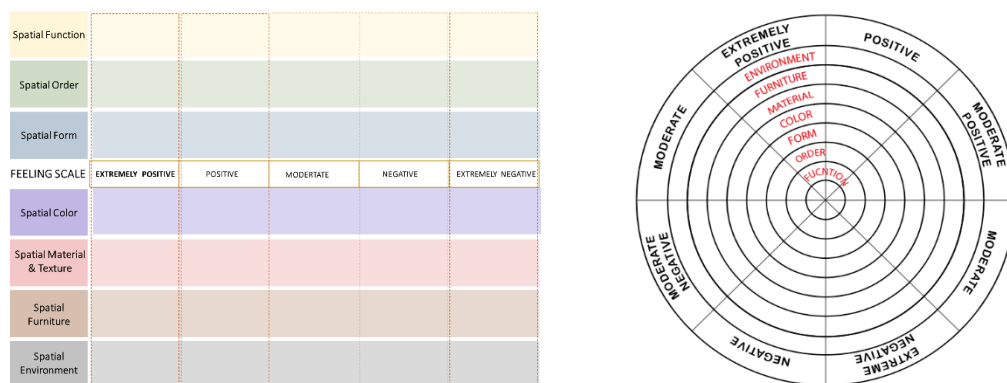 Spatial Function
Spatial Order
Spatial Form
FEELING SCALE
EXTREMELY POSITIVE
POSITIVE
MODERTATE
NEGATIVE
EXTREMELY NEGATIVE
Spatial Color
Spatial Material
& Texture
Spatial
Furniture
Spatial
Environment
EXTREMELY
POSITIVE
POSITIVE
MODERATE
POSITIVE
MODERATE
EXTREME
NEGATIVE
NEGATIVE
MODERATE
NEGATIVE
MODERATE
ENVIRONMENT
FURNITURE
MATERIAL
COLOR
FORM
ORDER
FUCNTION